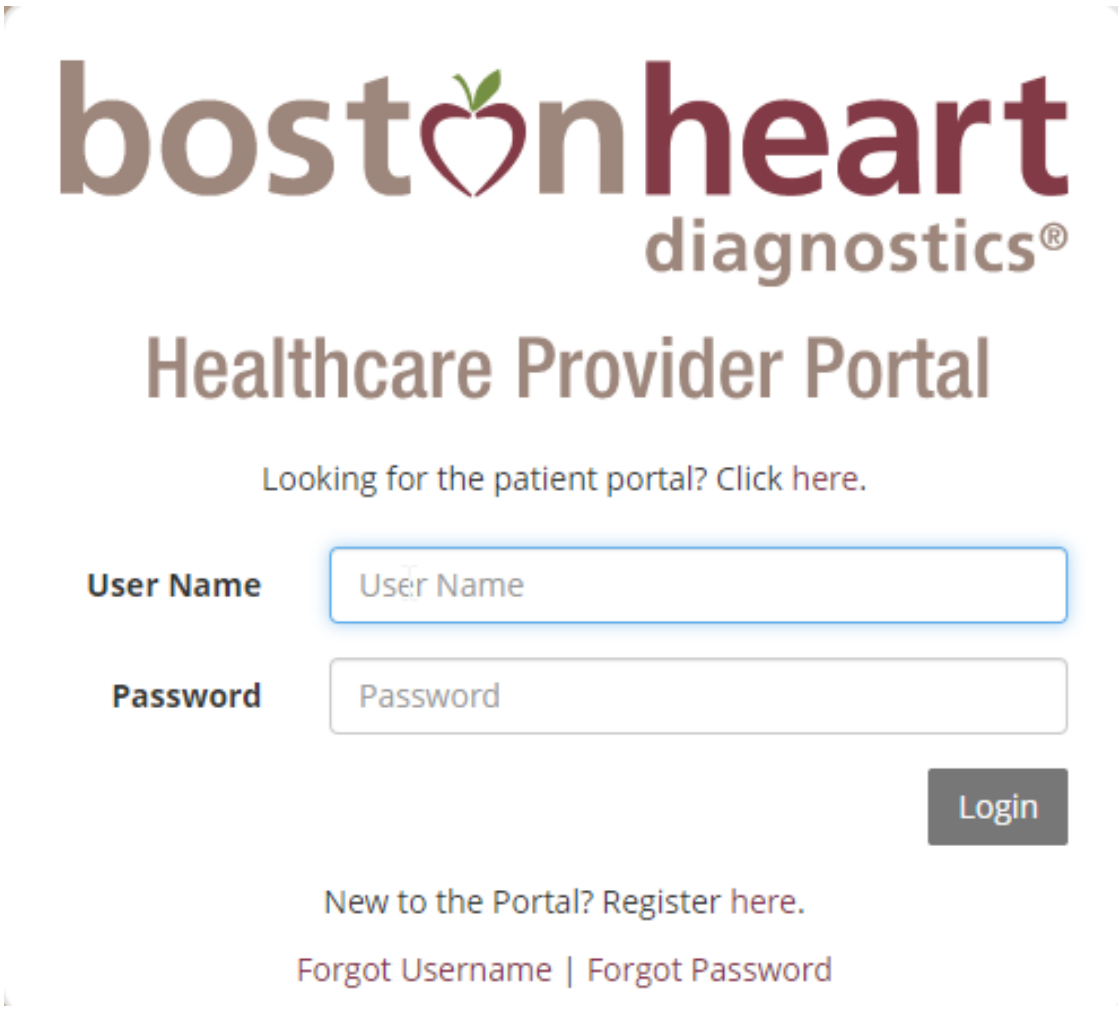 bostonheart
diagnostics®
Healthcare Provider Portal
Looking for the patient portal? Click here.
User Name
User Name
Password
Password
Login
New to the Portal? Register here.
Forgot Username | Forgot Password